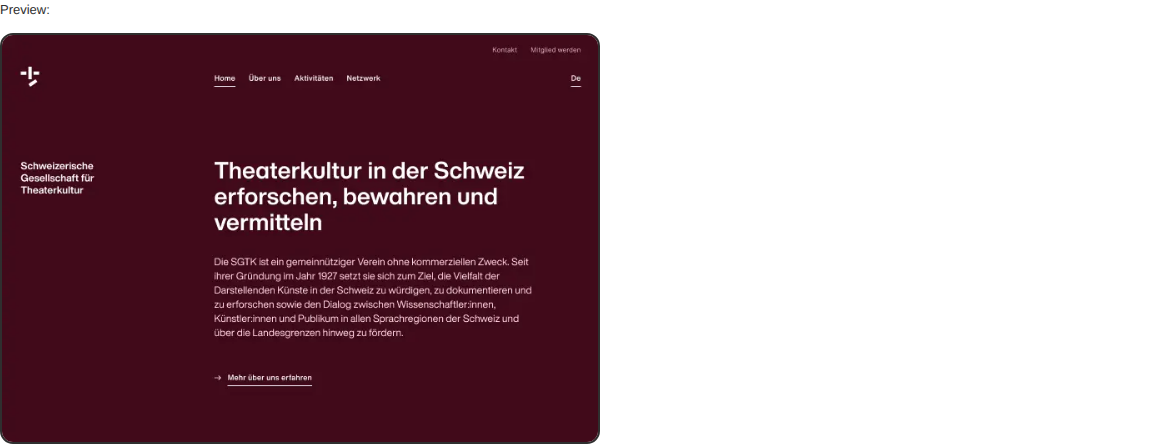 Preview:
Kontakt Mitglied werden
Home Über uns Aktivitäten Netzwerk De
Schweizerische
Gesellschaft für
Theaterkultur
Theaterkultur in der Schweiz
erforschen, bewahren und
vermitteln
Die SGTK ist ein gemeinnütziger Verein ohne kommerziellen Zweck. Seit
ihrer Gründung im Jahr 1927 setzt sie sich zum Ziel, die Vielfalt der
Darstellenden Künste in der Schweiz zu würdigen, zu dokumentieren und
zu erforschen sowie den Dialog zwischen Wissenschaftler:innen,
Künstler:innen und Publikum in allen Sprachregionen der Schweiz und
über die Landesgrenzen hinweg zu fördern.
→ Mehr über uns erfahren